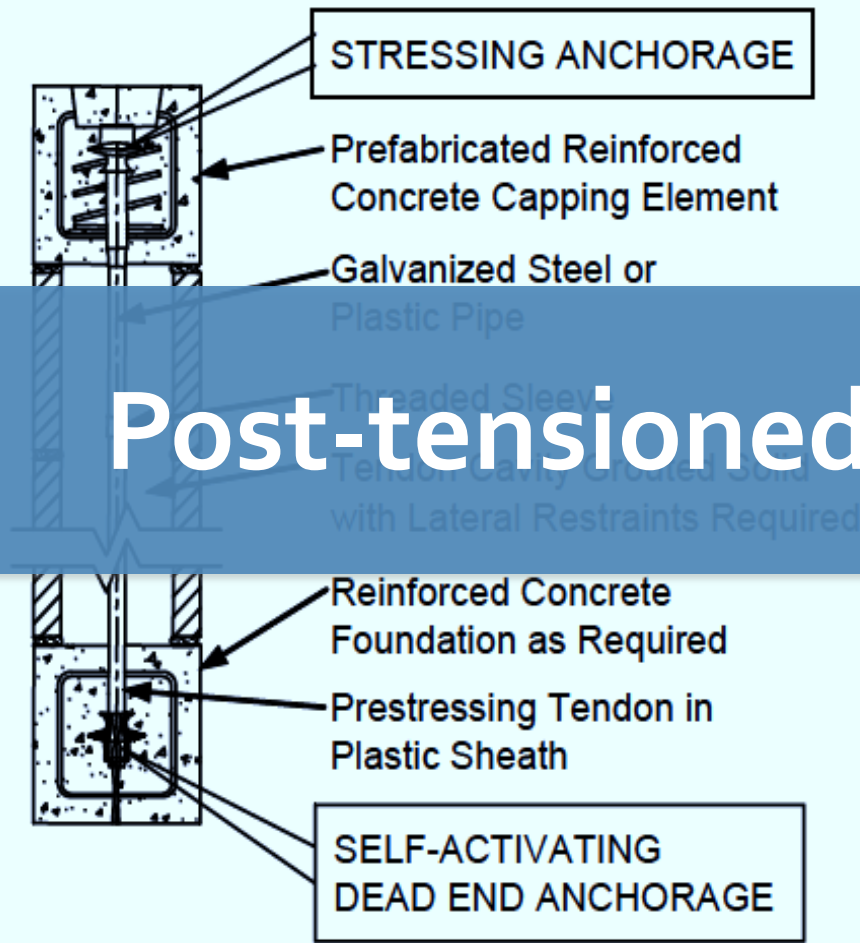 STRESSING ANCHORAGE
Prefabricated Reinforced
Concrete Capping Element
Galvanized Steel or
Plastic Pipe
Threaded Sleeve
Post-tensioned
Tendon Cavity Grouted Solid
with Lateral Restraints Required
Reinforced Concrete
Foundation as Required
Prestressing Tendon in
Plastic Sheath
SELF-ACTIVATING
DEAD END ANCHORAGE